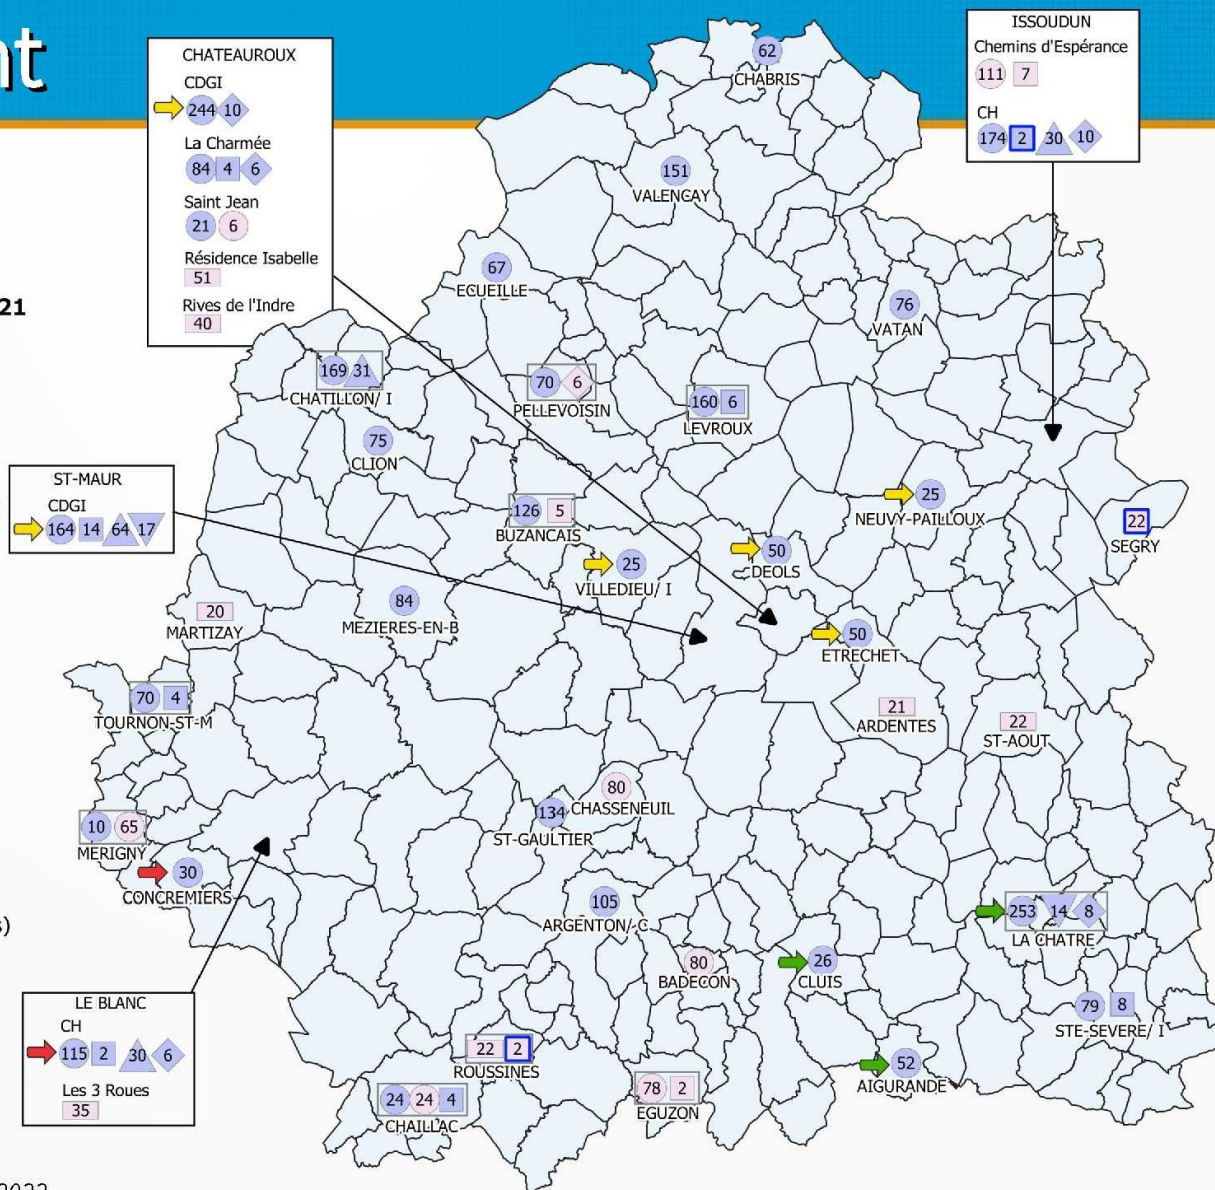 nt
21
s)
2022
CHATEAUROUX
CDGI
244 10
La Charmée
84 4 6
Saint Jean
21 6
Résidence Isabelle
51
Rives de l'Indre
40
ISSOUDUN
Chemins d'Espérance
111 7
CH
174 2 30 10
62
CHABRIS
151
VALENCAY
67
ECUEILLE
76
VATAN
169 31
CHATILLON/ I
70 6
PELLEVOISIN
160 6
LEVROUX
75
CLION
ST-MAUR
CDGI
164 14 64 17
126 5
BUZANCAIS
25
NEUVY-PAILLOUX
22
SEGRY
25
VILLEDIEU/ I
50
DEOLS
84
MEZIERES-EN-B
20
MARTIZAY
50
ETRECHET
70 4
TOURNON-ST-M
21
ARDENTES
22
ST-AOUT
80
CHASSENEUIL
134
ST-GAULTIER
10 65
MERIGNY
30
CONCREMIERS
105
ARGENTON/ C
253 14 8
LA CHATRE
80
BADECON
26
CLUIS
79 8
STE-SEVERE/ I
LE BLANC
CH
115 2 30 6
Les 3 Roues
35
22 2
ROUSSINES
52
AIGURANDE
24 24 4
CHAILLAC
78 2
EGUZON